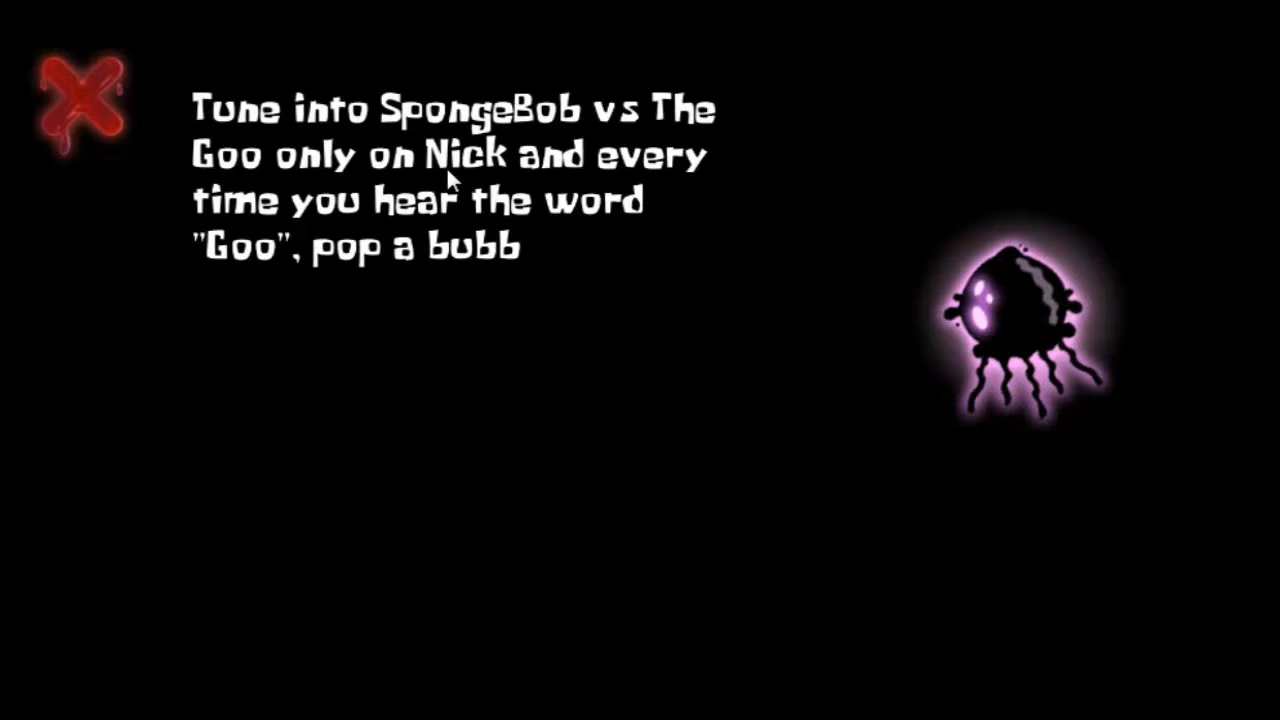 Tune into SpongeBob vs The
Goo only on Nick and every
time you hear the word
"Goo", pop a bubb